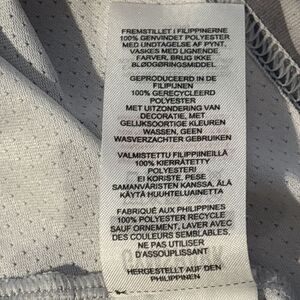 FREMSTILLET I FILIPPINERNE
100% GENVINDET POLYESTER
MED UNDTAGELSE AF PYNT,
VASKES MED LIGNENDE
FARVER, BRUG IKKE
BLØDGØRINGSMIDDEL
GEPRODUCEERD IN DE
FILIPIJNEN
100% GERECYCLEERD
POLYESTER
MET UITZONDERING VAN
DECORATIE, MET
GELIJKSOORTIGE KLEUREN
WASSEN, GEEN
WASVERZACHTER GEBRUIKEN
VALMISTETTU FILIPPIINEILLÄ
100% KIERRÄTETTY
POLYESTERI
EI KORISTE, PESE
SAMANVÄRISTEN KANSSA, ÄLÄ
KÄYTÄ HUUHTELUAINETTA
FABRIQUÉ AUX PHILIPPINES
100% POLYESTER RECYCLÉ
SAUF ORNEMENT, LAVER AVEC
DES COULEURS SEMBLABLES,
NE PAS UTILISER
D'ASSOUPLISSANT
HERGESTELLT AUF DEN
PHILIPPINEN